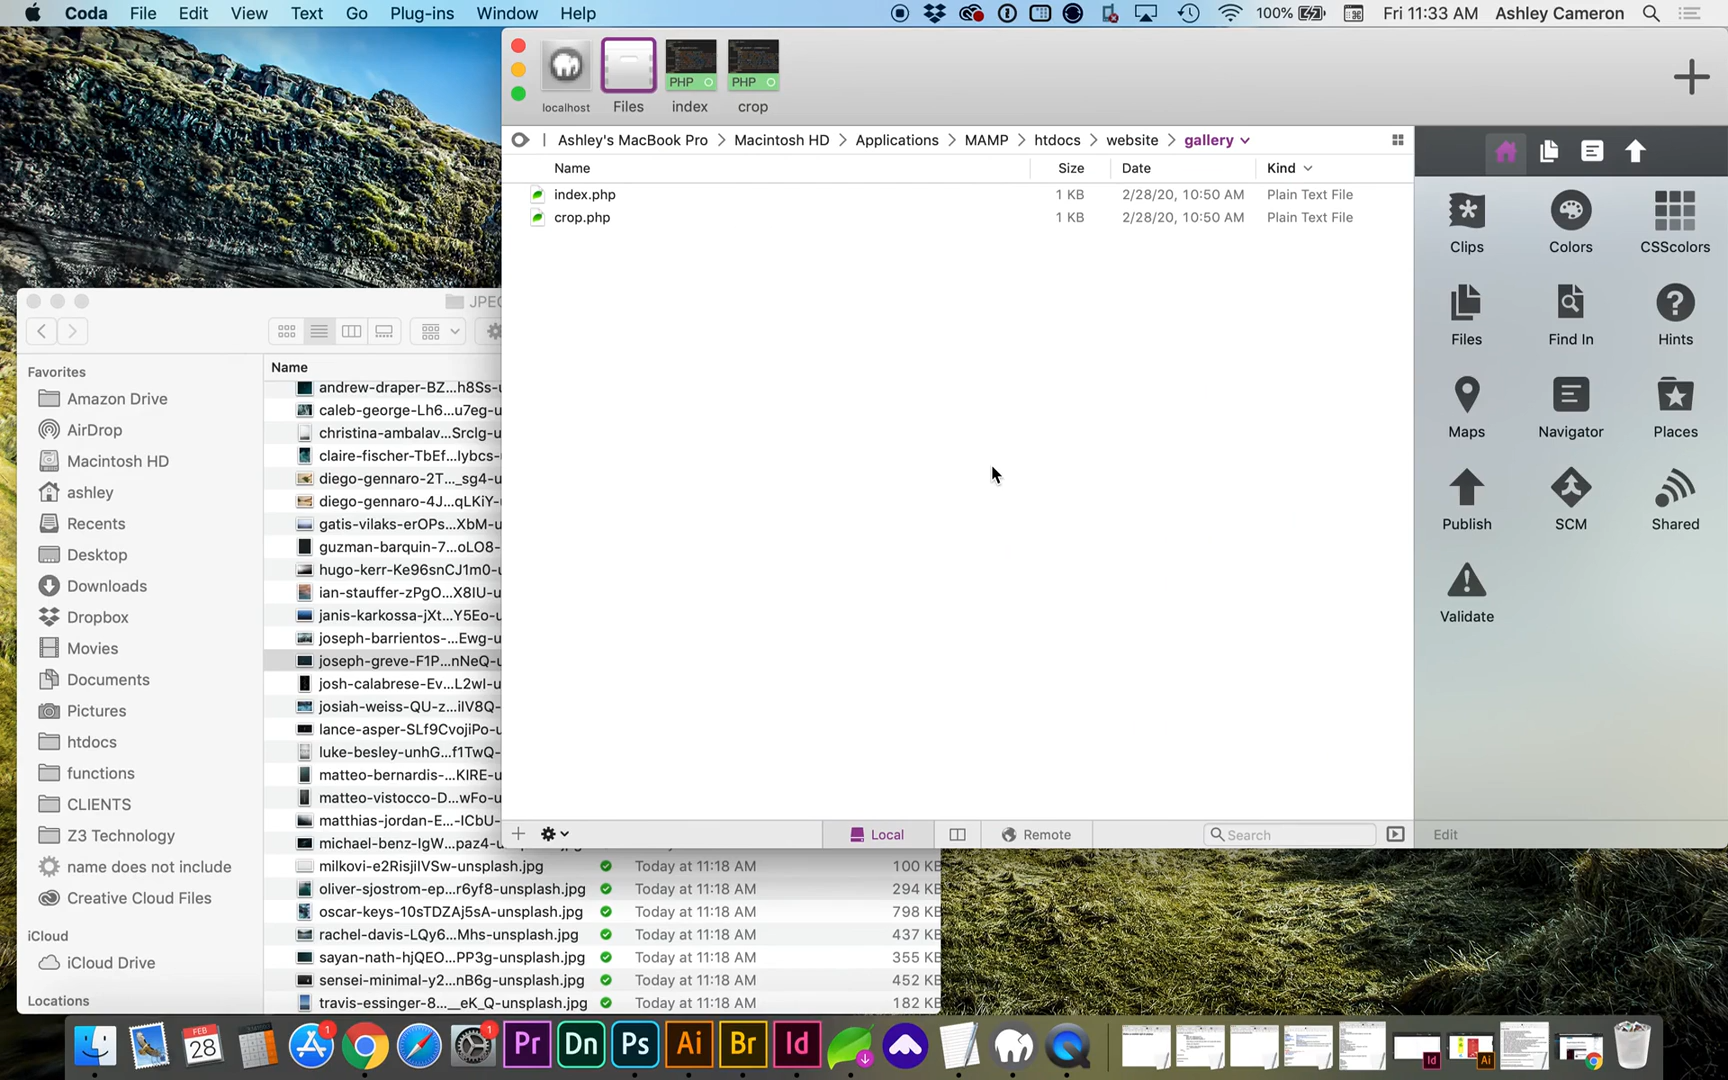 Coda File Edit View Text Go Plug-ins Window Help 100% Fri 11:33 AM Ashley Cameron
PHP PHP
localhost Files index crop
Ashley's MacBook Pro Macintosh HD Applications MAMP htdocs website gallery
Name Size Date Kind
index.php 1 KB 2/28/20, 10:50 AM Plain Text File
crop.php 1 KB 2/28/20, 10:50 AM Plain Text File
Clips Colors CSScolors
Files Find In Hints
Maps Navigator Places
Publish SCM Shared
Validate
Local Remote Search Edit
JPEG
Favorites
Amazon Drive
AirDrop
Macintosh HD
ashley
Recents
Desktop
Downloads
Dropbox
Movies
Documents
Pictures
htdocs
functions
CLIENTS
Z3 Technology
name does not include
Creative Cloud Files
iCloud
iCloud Drive
Locations
Name
andrew-draper-BZ...h8Ss-u
caleb-george-Lh6...u7eg-u
christina-ambalav...Srclg-u
claire-fischer-TbEf...lybcs-u
diego-gennaro-2T..._sg4-u
diego-gennaro-4J...qLKiY-u
gatis-vilaks-erOPs...XbM-u
guzman-barquin-7...oLO8-
hugo-kerr-Ke96snCJ1m0-u
ian-stauffer-zPgO...X8IU-u
janis-karkossa-jXt...Y5Eo-u
joseph-barrientos-...Ewg-u
joseph-greve-F1P...nNeQ-u
josh-calabrese-Ev...L2wI-u
josiah-weiss-QU-z...iIV8Q-
lance-asper-SLf9CvojiPo-u
luke-besley-unhG...f1TwQ-
matteo-bernardis-...KIRE-u
matteo-vistocco-D...wFo-u
matthias-jordan-E...-ICbU-
michael-benz-IgW...paz4-u
milkovi-e2RisjiIVSw-unsplash.jpg Today at 11:18 AM 100 KB
oliver-sjostrom-ep...r6yf8-unsplash.jpg Today at 11:18 AM 294 KB
oscar-keys-10sTDZAj5sA-unsplash.jpg Today at 11:18 AM 798 KB
rachel-davis-LQy6...Mhs-unsplash.jpg Today at 11:18 AM 437 KB
sayan-nath-hjQEO...PP3g-unsplash.jpg Today at 11:18 AM 355 KB
sensei-minimal-y2...nB6g-unsplash.jpg Today at 11:18 AM 452 KB
travis-essinger-8...__eK_Q-unsplash.jpg Today at 11:18 AM 182 KB
FEB 28 1 1 Pr Dn Ps Ai Br Id Id Ai